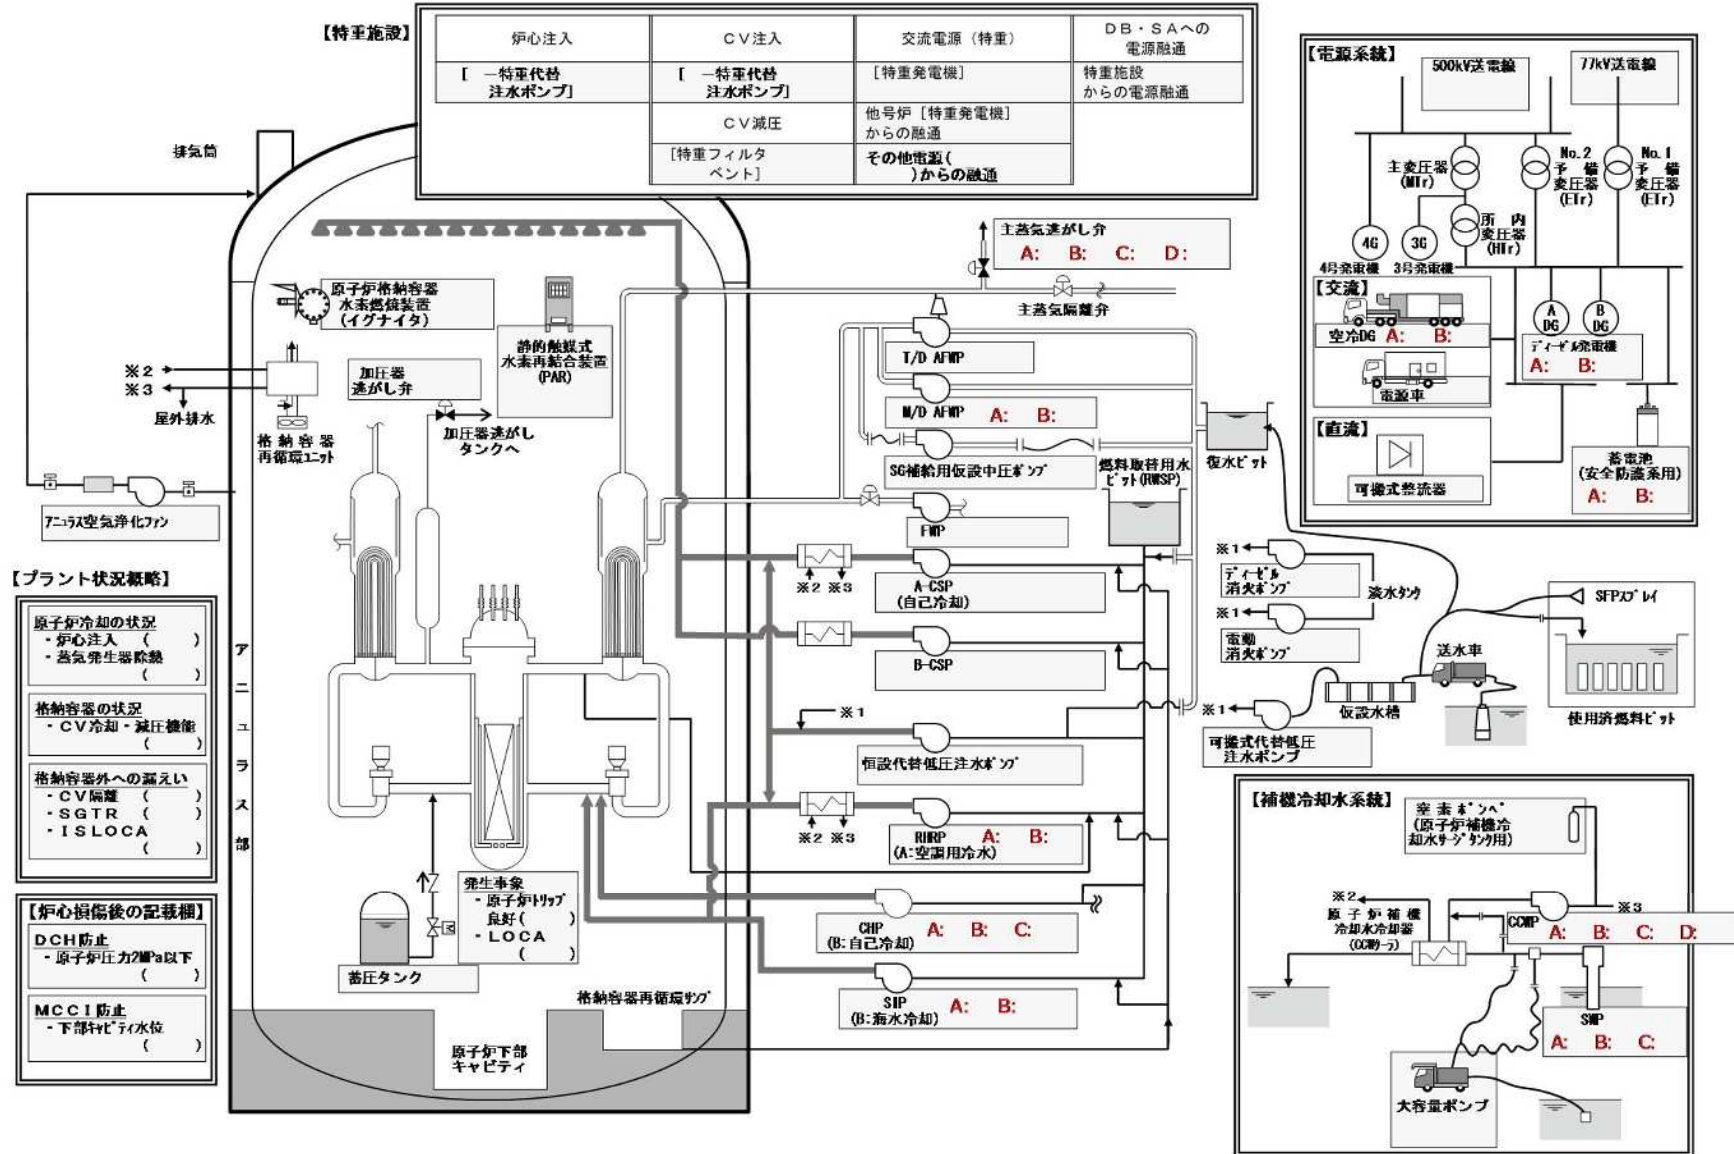 【特重施設】
炉心注入
ＣＶ注入
交流電源（特重）
ＤＢ・ＳＡへの
電源融通
[ －特重代替
注水ポンプ]
[ －特重代替
注水ポンプ]
[特重発電機]
特重施設
からの電源融通
ＣＶ減圧
他号炉 [特重発電機]
からの融通
[特重フィルタ
ベント]
その他電源(
)からの融通
排気筒
原子炉格納容器
水素燃焼装置
(イグナイタ)
静的触媒式
水素再結合装置
(PAR)
※2
※3
屋外排水
格納容器
再循環ユニット
加圧器
逃がし弁
加圧器逃がし
タンクへ
アニュラス空気浄化ファン
主蒸気逃がし弁
A: B: C: D:
主蒸気隔離弁
T/D AFWP
M/D AFWP A: B:
SG補給用仮設中圧ポンプ
FWP
燃料取替用水
ピット(RWSP)
復水ピット
※2 ※3
A-CSP
(自己冷却)
B-CSP
※1
恒設代替低圧注水ポンプ
※2 ※3
RHRP A: B:
(A:空調用冷水)
CHP A: B: C:
(B:自己冷却)
SIP A: B:
(B:海水冷却)
格納容器再循環サンプ
原子炉下部
キャビティ
蓄圧タンク
M
発生事象
・原子炉トリップ
良好( )
・LOCA
( )
アニュラス部
【プラント状況概略】
原子炉冷却の状況
・炉心注入 ( )
・蒸気発生器除熱
( )
格納容器の状況
・ＣＶ冷却・減圧機能
( )
格納容器外への漏えい
・ＣＶ隔離 ( )
・ＳＧＴＲ ( )
・ＩＳＬＯＣＡ
( )
【炉心損傷後の記載欄】
DCH防止
・原子炉圧力2MPa以下
( )
ＭＣＣＩ防止
・下部キャビティ水位
( )
【電源系統】
500kV送電線
77kV送電線
主変圧器
(MTr)
No.2
予備
変圧器
(ETr)
No.1
予備
変圧器
(ETr)
所内
変圧器
(HTr)
4G
3G
4号発電機
3号発電機
【交流】
空冷DG A: B:
電源車
A
DG
B
DG
ディーゼル発電機
A: B:
【直流】
可搬式整流器
蓄電池
(安全防護系用)
A: B:
※1
ディーゼル
消火ポンプ
淡水タンク
※1
電動
消火ポンプ
SFPスプレイ
送水車
仮設水槽
※1
可搬式代替低圧
注水ポンプ
使用済燃料ピット
【補機冷却水系統】
窒素ボンベ
(原子炉補機冷
却水サージタンク用)
※2
原子炉補機
冷却水冷却器
(CCWクーラ)
※3
CCWP
A: B: C: D:
SWP
A: B: C:
大容量ポンプ